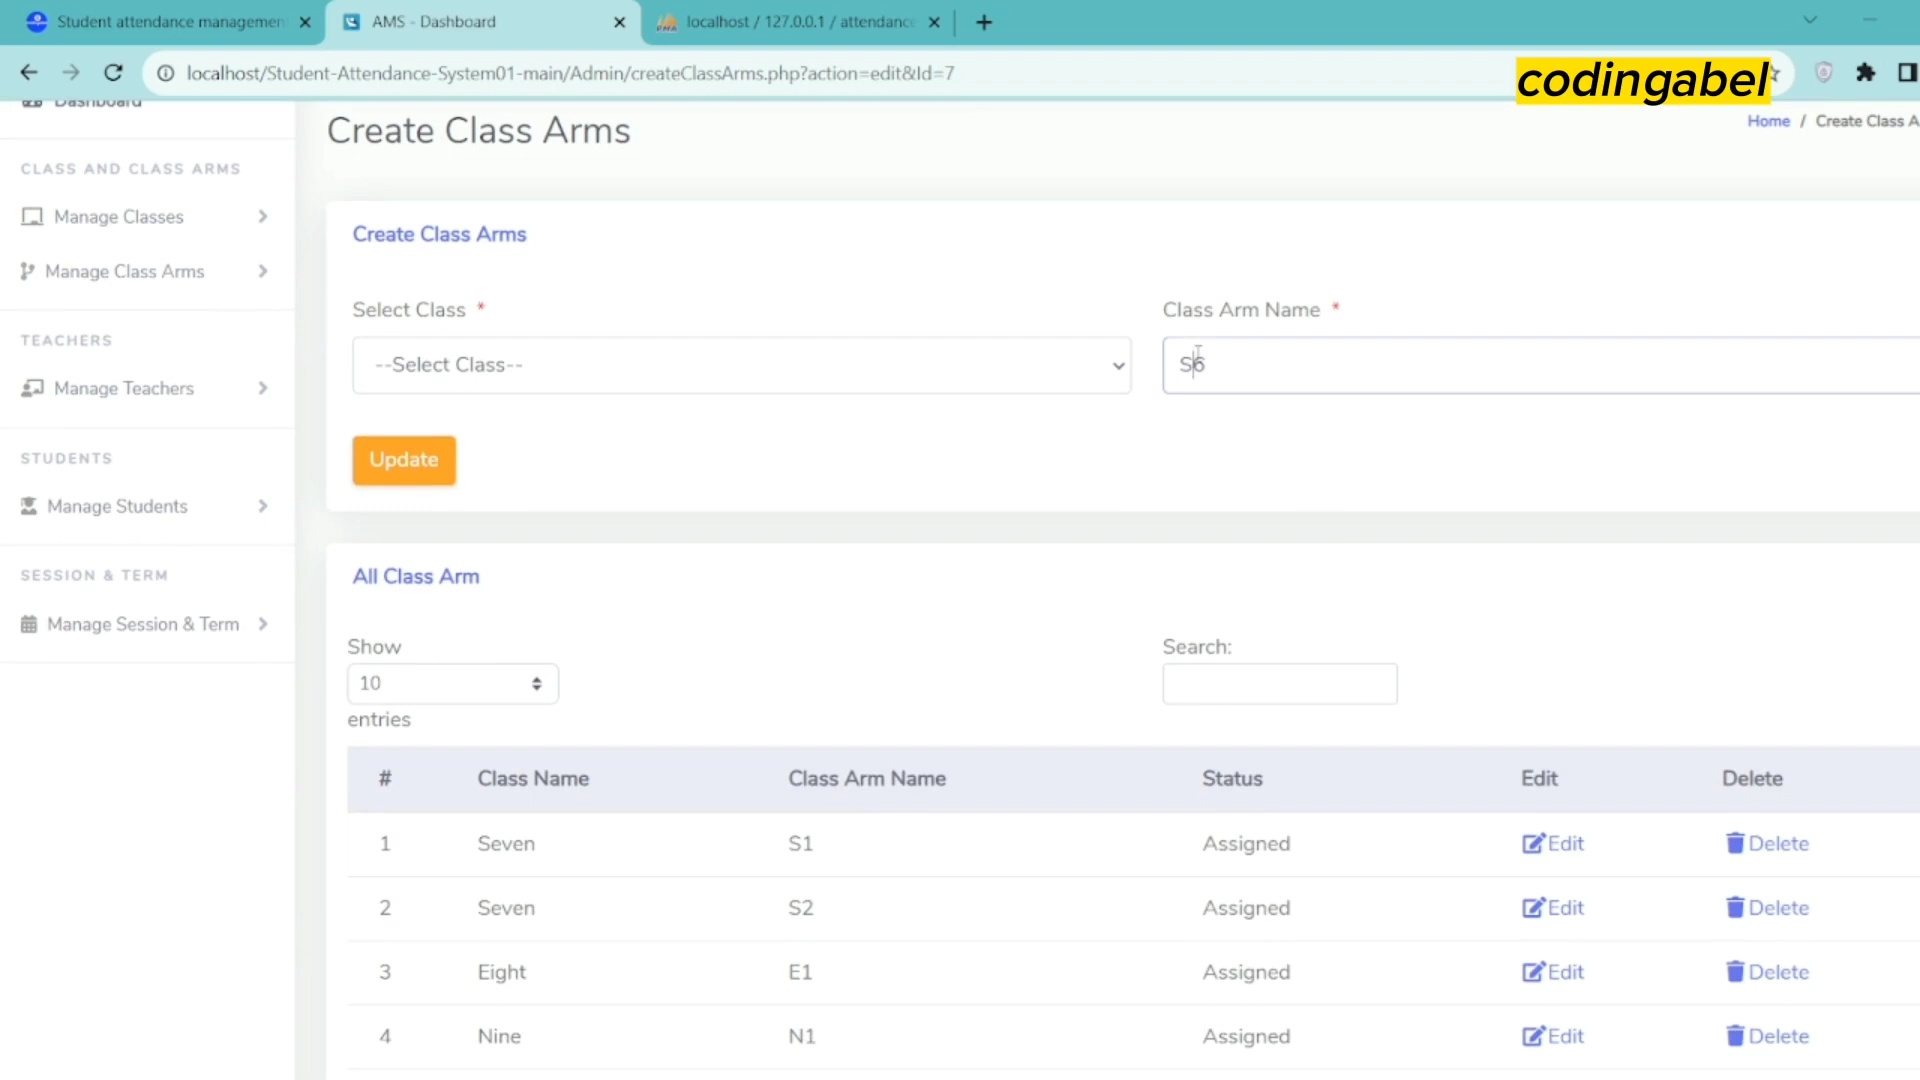 Student attendance managemen
AMS - Dashboard
localhost / 127.0.0.1 / attendance
localhost/Student-Attendance-System01-main/Admin/createClassArms.php?action=edit&Id=7
codingabel
Dashboard
Create Class Arms
Home / Create Class A
CLASS AND CLASS ARMS
Manage Classes
Manage Class Arms
TEACHERS
Manage Teachers
STUDENTS
Manage Students
SESSION & TERM
Manage Session & Term
Create Class Arms
Select Class *
Class Arm Name *
--Select Class--
S6
Update
All Class Arm
Show
10
entries
Search:
# Class Name Class Arm Name Status Edit Delete
1 Seven S1 Assigned Edit Delete
2 Seven S2 Assigned Edit Delete
3 Eight E1 Assigned Edit Delete
4 Nine N1 Assigned Edit Delete